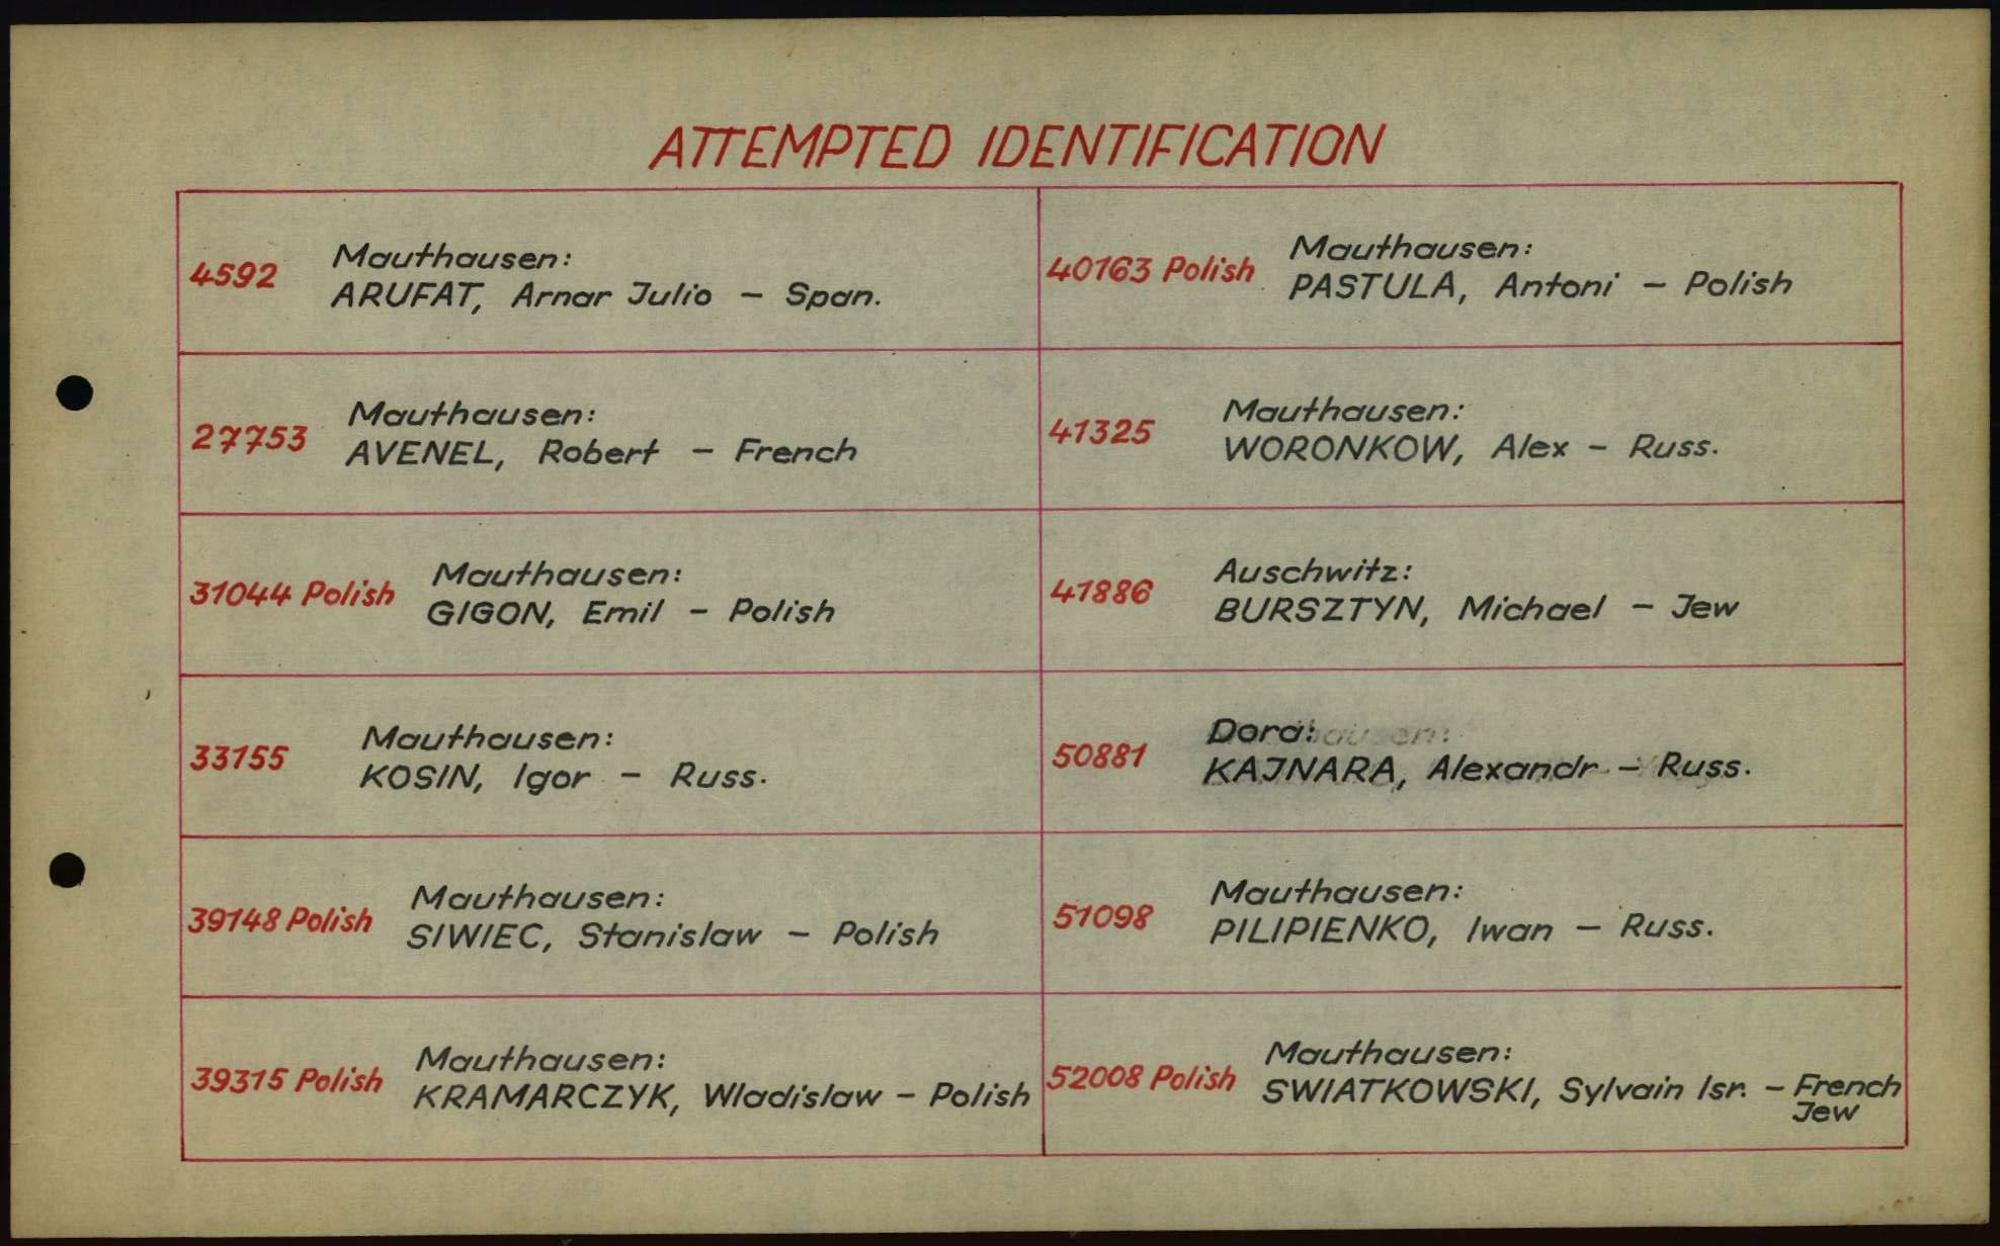 ATTEMPTED IDENTIFICATION
4592
Mauthausen:
ARUFAT, Arnar Julio – Span.
27753
Mauthausen:
AVENEL, Robert – French
31044 Polish
Mauthausen:
GIGON, Emil – Polish
33155
Mauthausen:
KOSIN, Igor – Russ.
39148 Polish
Mauthausen:
SIWIEC, Stanislaw – Polish
39315 Polish
Mauthausen:
KRAMARCZYK, Wladislaw – Polish
40163 Polish
Mauthausen:
PASTULA, Antoni – Polish
41325
Mauthausen:
WORONKOW, Alex – Russ.
41886
Auschwitz:
BURSZTYN, Michael – Jew
50881
Dora:
KAJNARA, Alexandr – Russ.
51098
Mauthausen:
PILIPIENKO, Iwan – Russ.
52008 Polish
Mauthausen:
SWIATKOWSKI, Sylvain Isr. – French
Jew